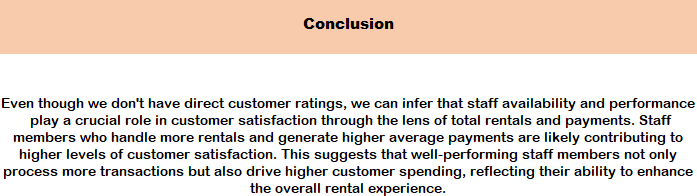 Conclusion
Even though we don't have direct customer ratings, we can infer that staff availability and performance
play a crucial role in customer satisfaction through the lens of total rentals and payments. Staff
members who handle more rentals and generate higher average payments are likely contributing to
higher levels of customer satisfaction. This suggests that well-performing staff members not only
process more transactions but also drive higher customer spending, reflecting their ability to enhance
the overall rental experience.